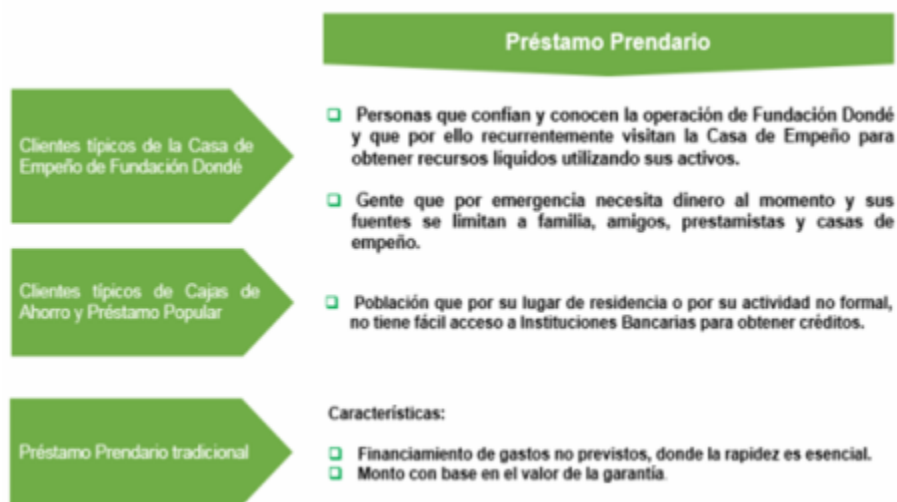 Préstamo Prendario
Clientes típicos de la Casa de
Empeño de Fundación Dondé
Personas que confían y conocen la operación de Fundación Dondé
y que por ello recurrentemente visitan la Casa de Empeño para
obtener recursos líquidos utilizando sus activos.
Gente que por emergencia necesita dinero al momento y sus
fuentes se limitan a familia, amigos, prestamistas y casas de
empeño.
Clientes típicos de Cajas de
Ahorro y Préstamo Popular
Población que por su lugar de residencia o por su actividad no formal,
no tiene fácil acceso a Instituciones Bancarias para obtener créditos.
Préstamo Prendario tradicional
Características:
Financiamiento de gastos no previstos, donde la rapidez es esencial.
Monto con base en el valor de la garantía.